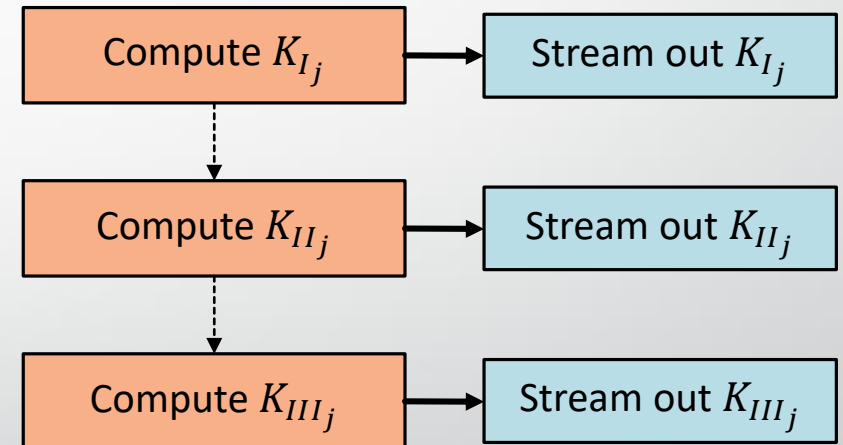 Compute $K_{I_j}$
Stream out $K_{I_j}$
Compute $K_{II_j}$
Stream out $K_{II_j}$
Compute $K_{III_j}$
Stream out $K_{III_j}$